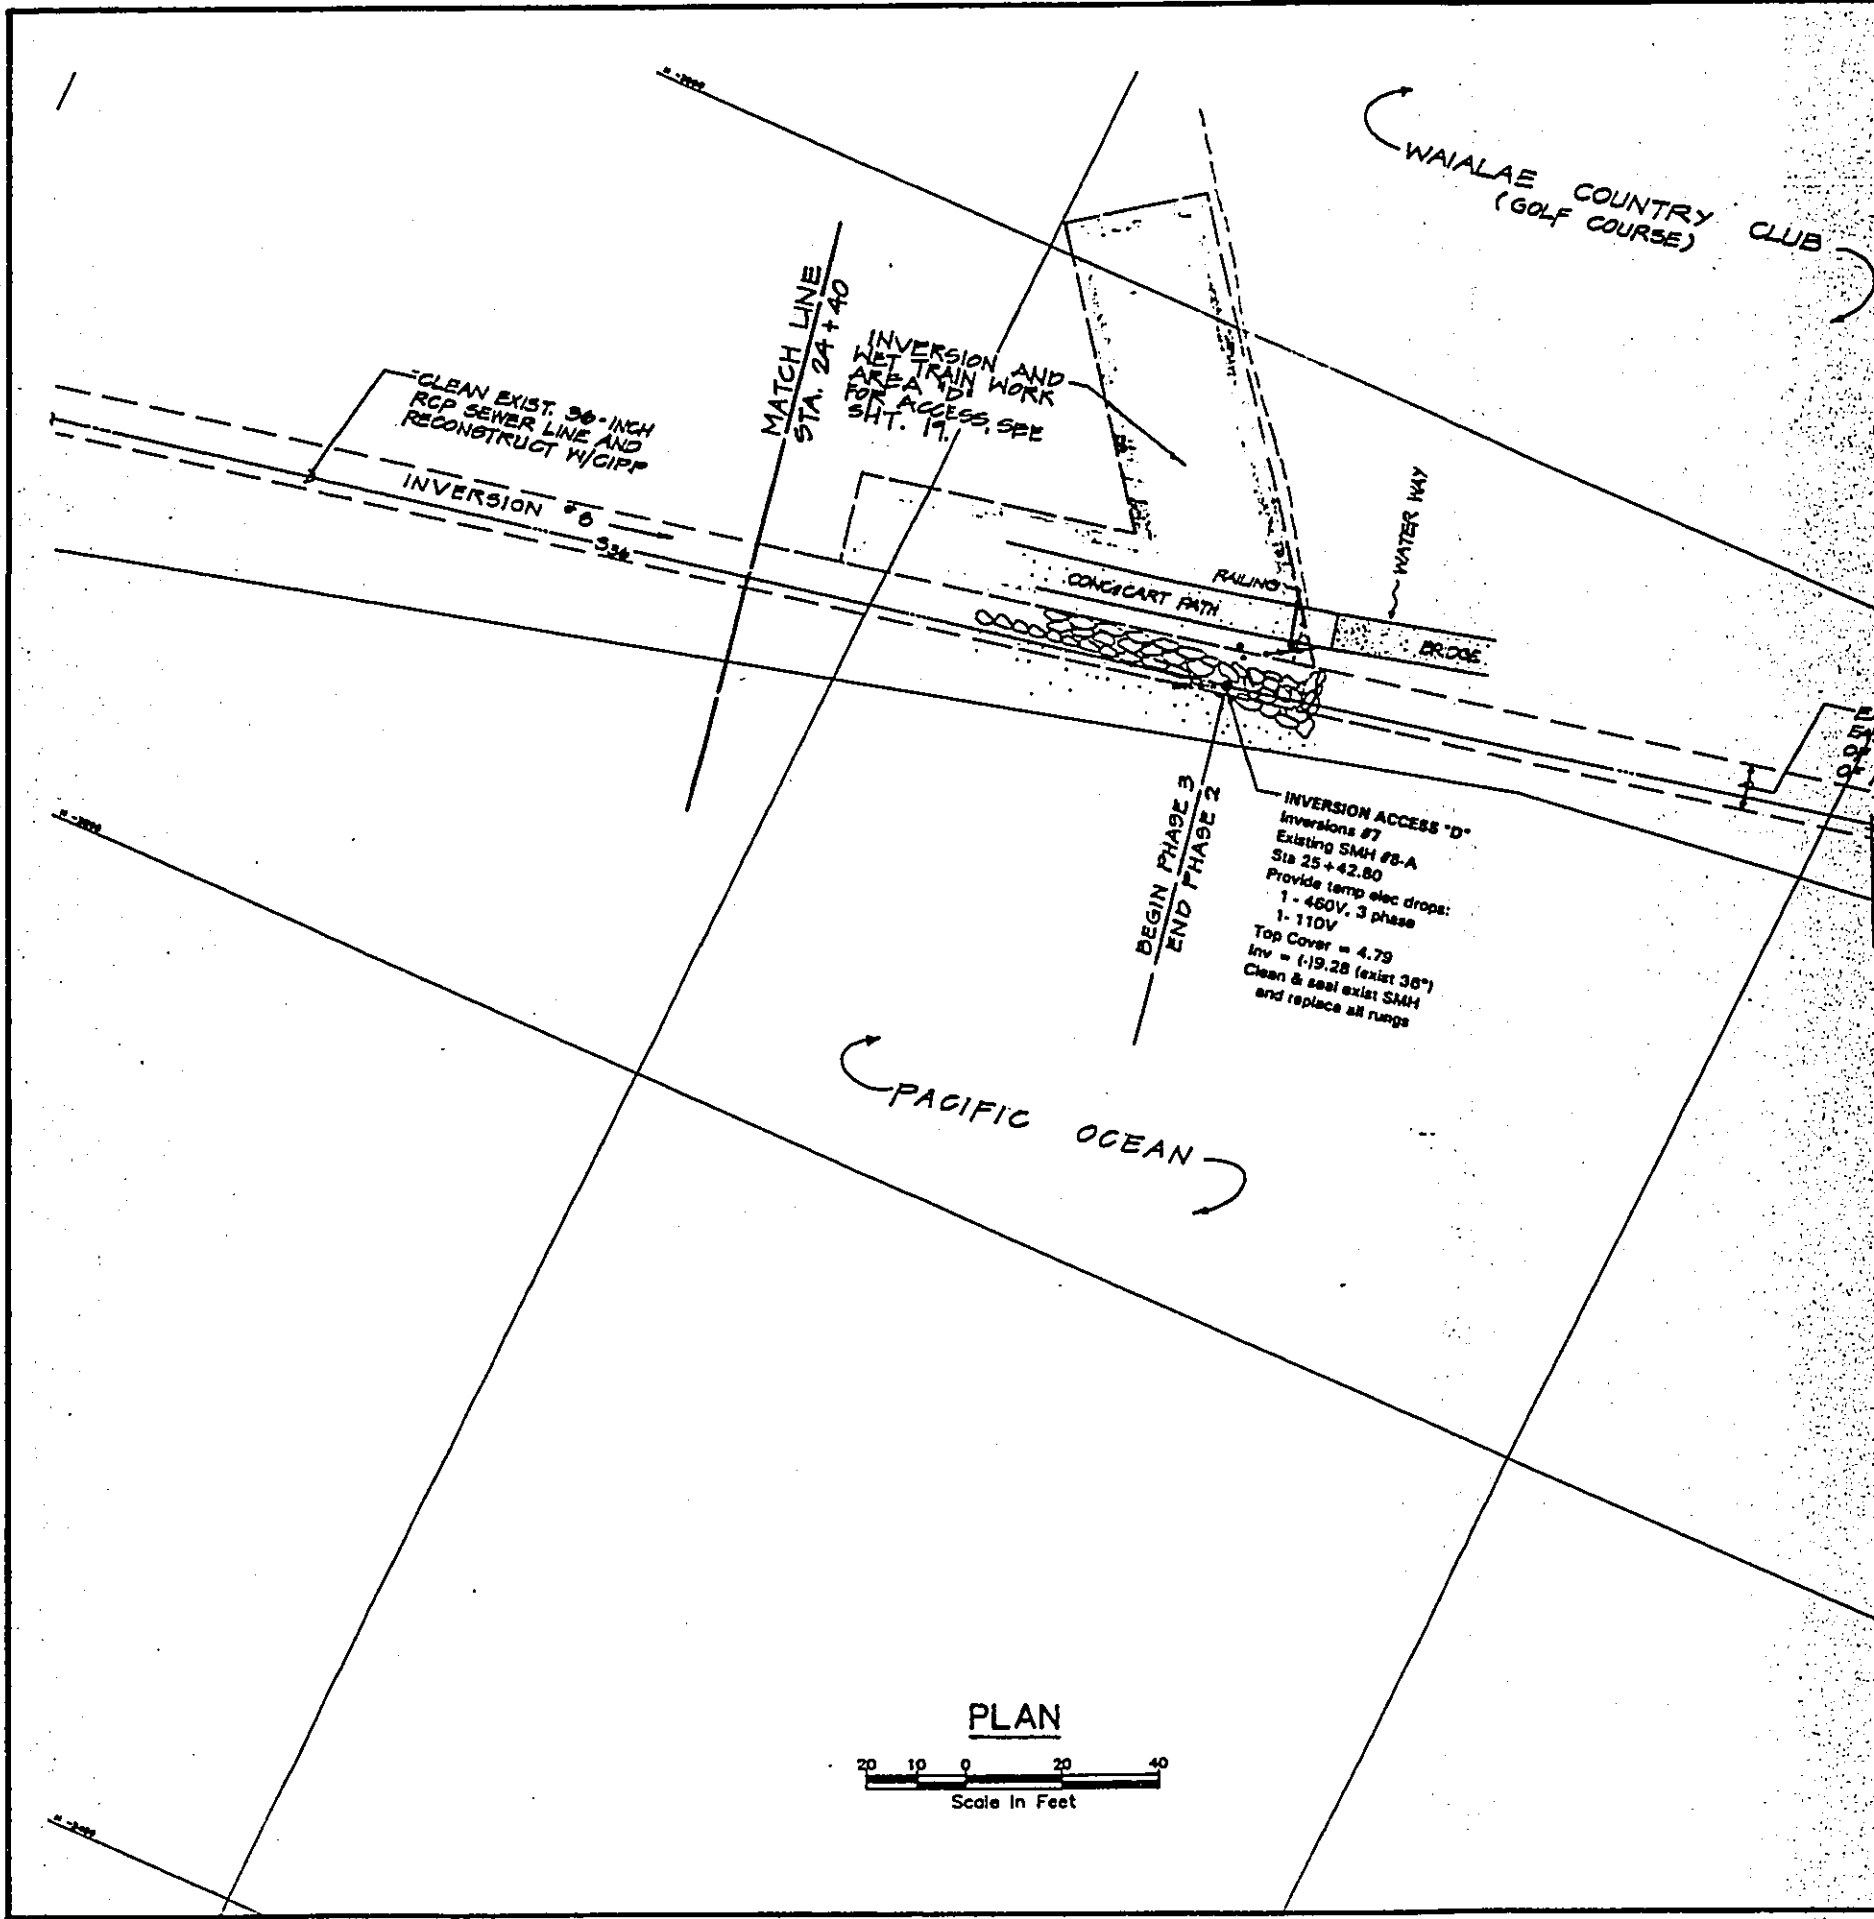 WAIALAE COUNTRY CLUB
(GOLF COURSE)
MATCH LINE
STA. 24+40
INVERSION AND
WET TRAIN WORK
AREA "D"
FOR ACCESS, SEE
SHT. 19.
CLEAN EXIST. 36-INCH
RCP SEWER LINE AND
RECONSTRUCT W/CIPP
INVERSION #6
S36
WATER WAY
RAILING
CONC. CART PATH
BRIDGE
BEGIN PHASE 3
END PHASE 2
INVERSION ACCESS "D"
Inversions #7
Existing SMH #8-A
Sta 25+42.80
Provide temp elec drops:
1 - 460V, 3 phase
1- 110V
Top Cover = 4.79
Inv = (-)9.28 (exist 36")
Clean & seal exist SMH
and replace all rungs
PACIFIC OCEAN
PLAN
20 10 0 20 40
Scale In Feet